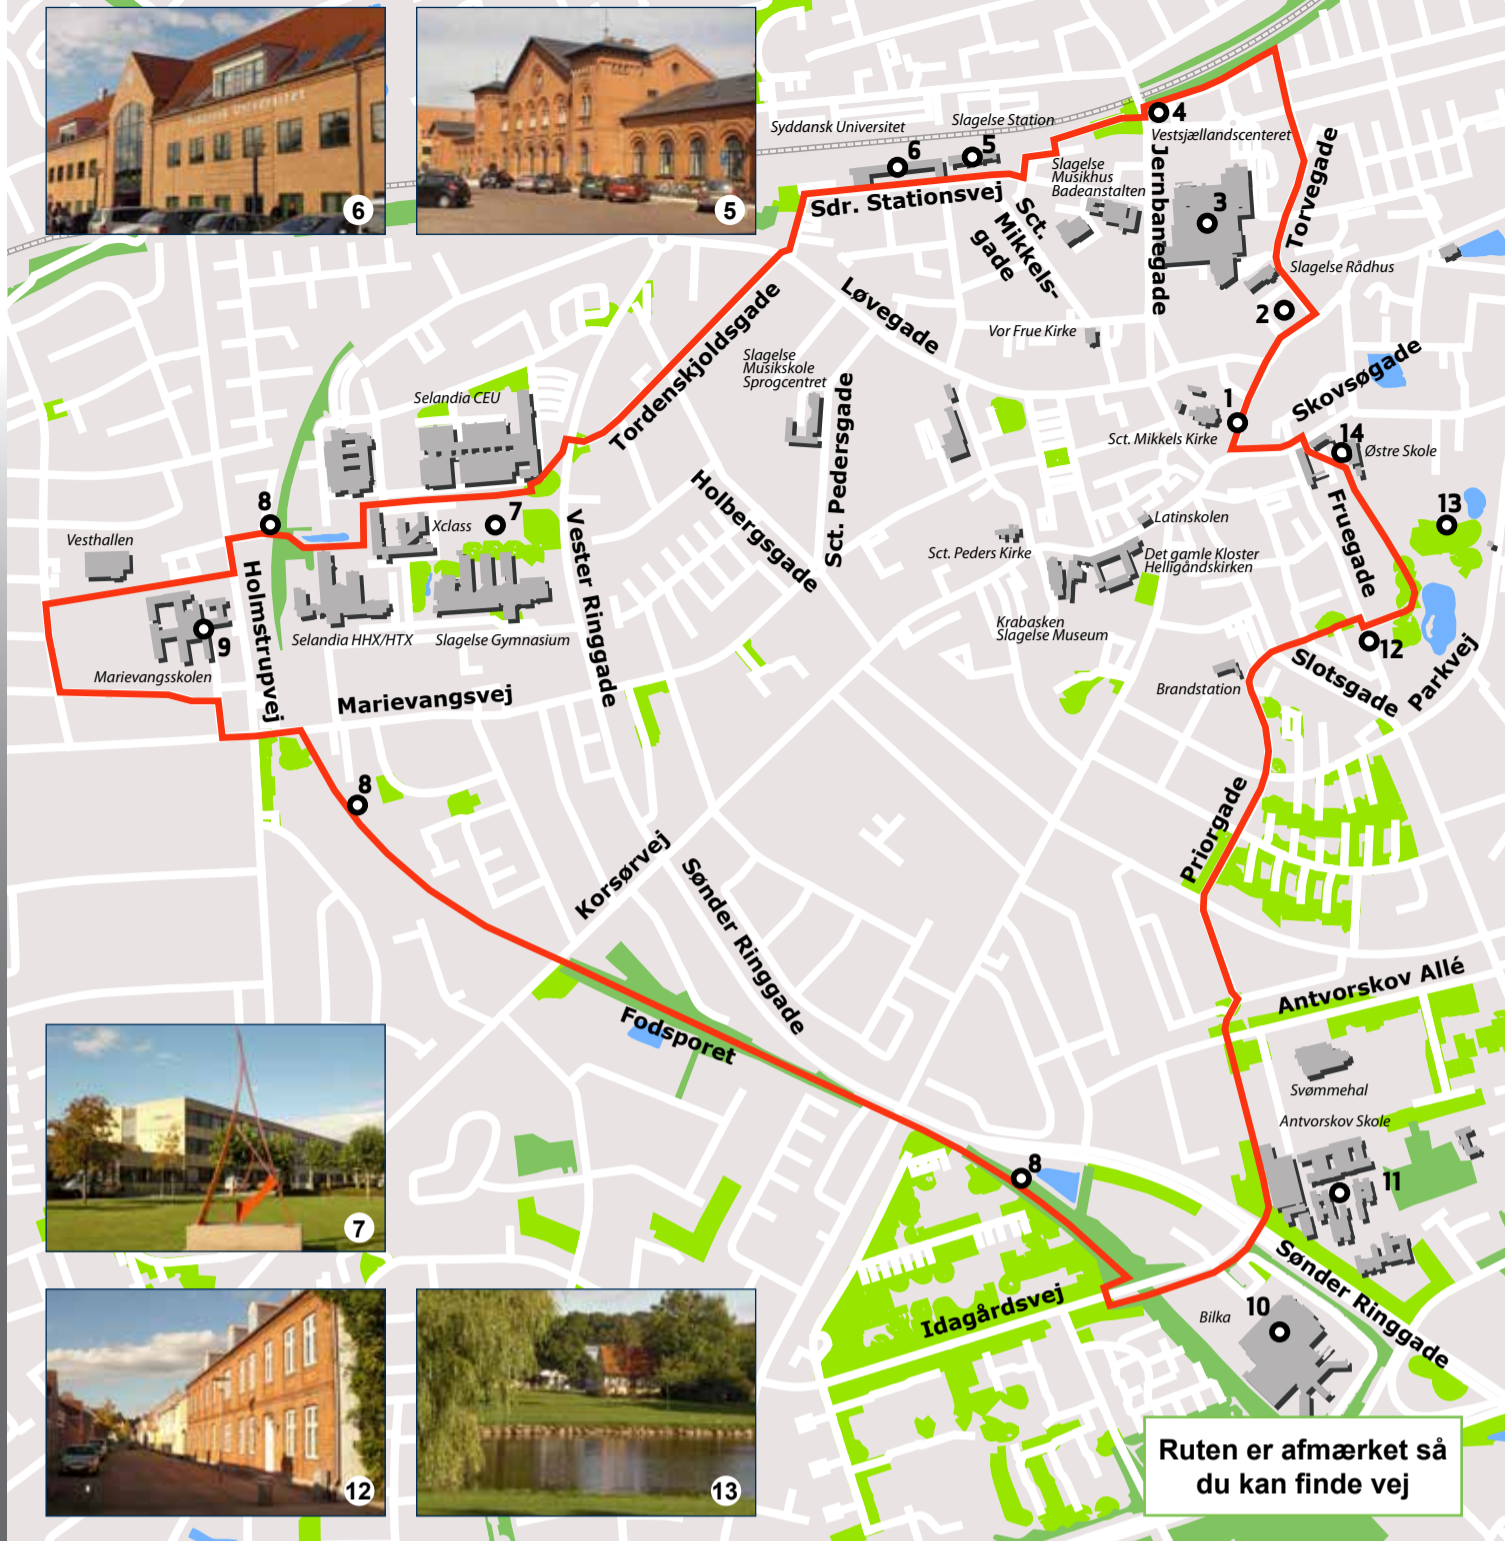 Syddansk Universitet
Slagelse Station
6
5
6
5
4
Vestsjællandscenteret
Slagelse
Musikhus
Badeanstalten
Sdr. Stationsvej
Sct.
Mikkels-
gade
Jernbanegade
3
Torvegade
Slagelse Rådhus
2
Løvegade
Vor Frue Kirke
Tordenskjoldsgade
Slagelse
Musikskole
Sprogcentret
Sct. Pedersgade
Skovsøgade
1
Sct. Mikkels Kirke
14
Østre Skole
Selandia CEU
8
7
Xclass
Vesthallen
Holbergsgade
Vester Ringgade
Sct. Peders Kirke
Latinskolen
Det gamle Kloster
Helligåndskirken
Fruegade
13
Holmstrupvej
9
Marievangsskolen
Selandia HHX/HTX
Slagelse Gymnasium
Krabasken
Slagelse Museum
12
Slotsgade
Parkvej
Brandstation
Marievangsvej
8
Korsørvej
Sønder Ringgade
Priorgade
Antvorskov Allé
Fodsporet
Svømmehal
Antvorskov Skole
8
11
7
Idagårdsvej
Sønder Ringgade
10
Bilka
12
13
Ruten er afmærket så
du kan finde vej